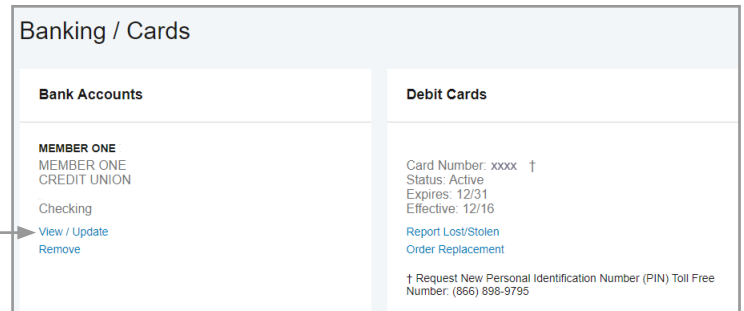 Banking / Cards
Bank Accounts
MEMBER ONE
MEMBER ONE
CREDIT UNION
Checking
View / Update
Remove
Debit Cards
Card Number: xxxx †
Status: Active
Expires: 12/31
Effective: 12/16
Report Lost/Stolen
Order Replacement
† Request New Personal Identification Number (PIN) Toll Free
Number: (866) 898-9795